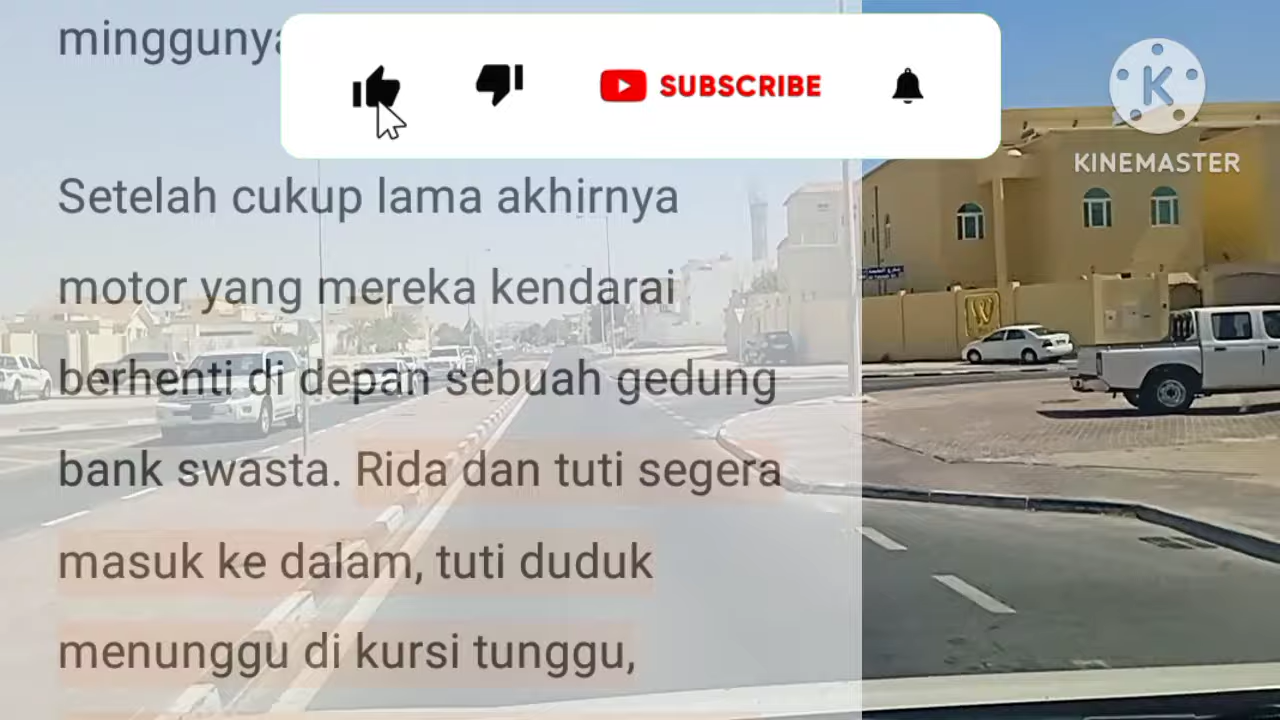 minggunya
SUBSCRIBE
KINEMASTER
Setelah cukup lama akhirnya
motor yang mereka kendarai
berhenti di depan sebuah gedung
bank swasta. Rida dan tuti segera
masuk ke dalam, tuti duduk
menunggu di kursi tunggu,